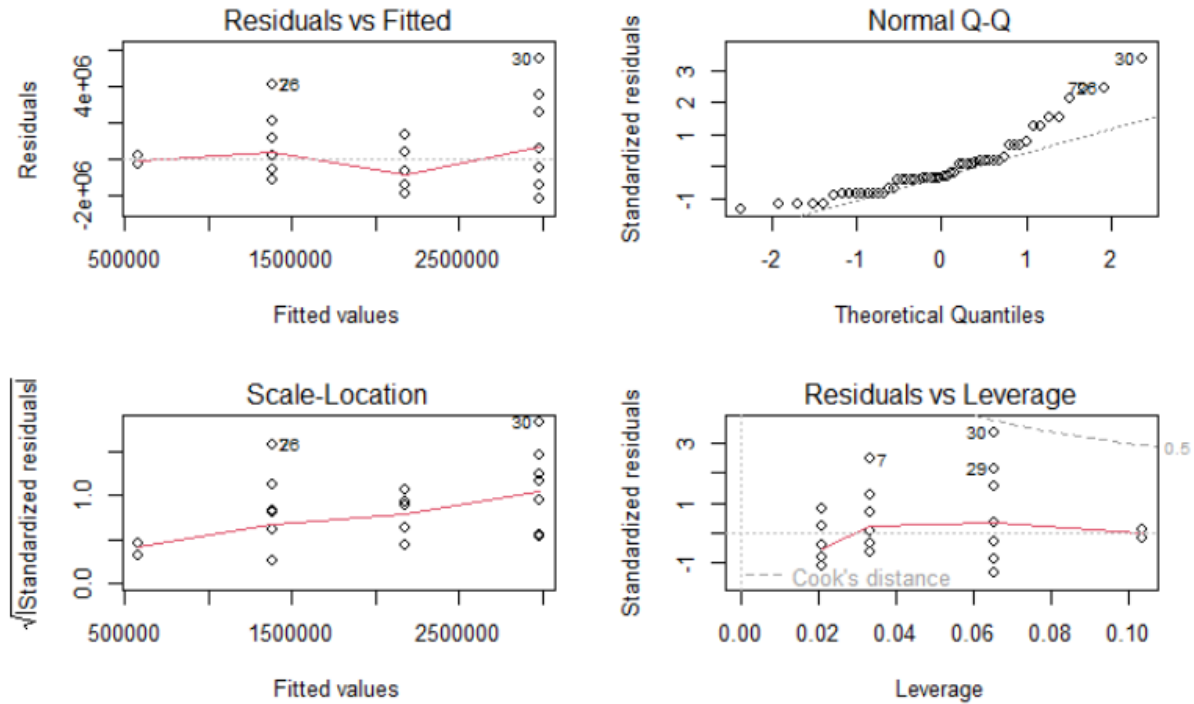 Residuals vs Fitted
Residuals
-2e+06 4e+06
26
30
500000 1500000 2500000
Fitted values
Normal Q-Q
Standardized residuals
-1 1 2 3
30
-2 -1 0 1 2
Theoretical Quantiles
Scale-Location
√|Standardized residuals|
0.0 1.0
26
30
500000 1500000 2500000
Fitted values
Residuals vs Leverage
Standardized residuals
-1 1 3
7
30
29
0.5
Cook's distance
0.00 0.02 0.04 0.06 0.08 0.10
Leverage